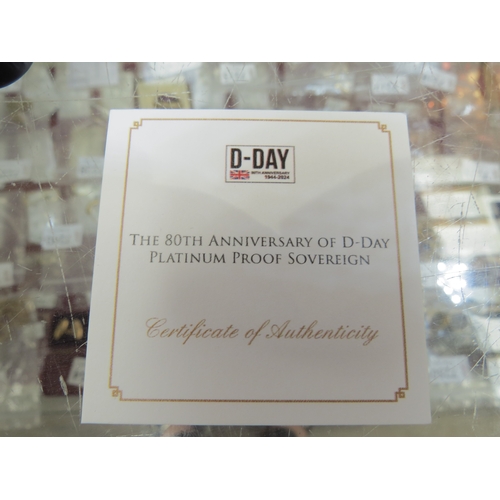 D-DAY
80TH ANNIVERSARY
1944-2024
THE 80TH ANNIVERSARY OF D-DAY
PLATINUM PROOF SOVEREIGN
Certificate of Authenticity